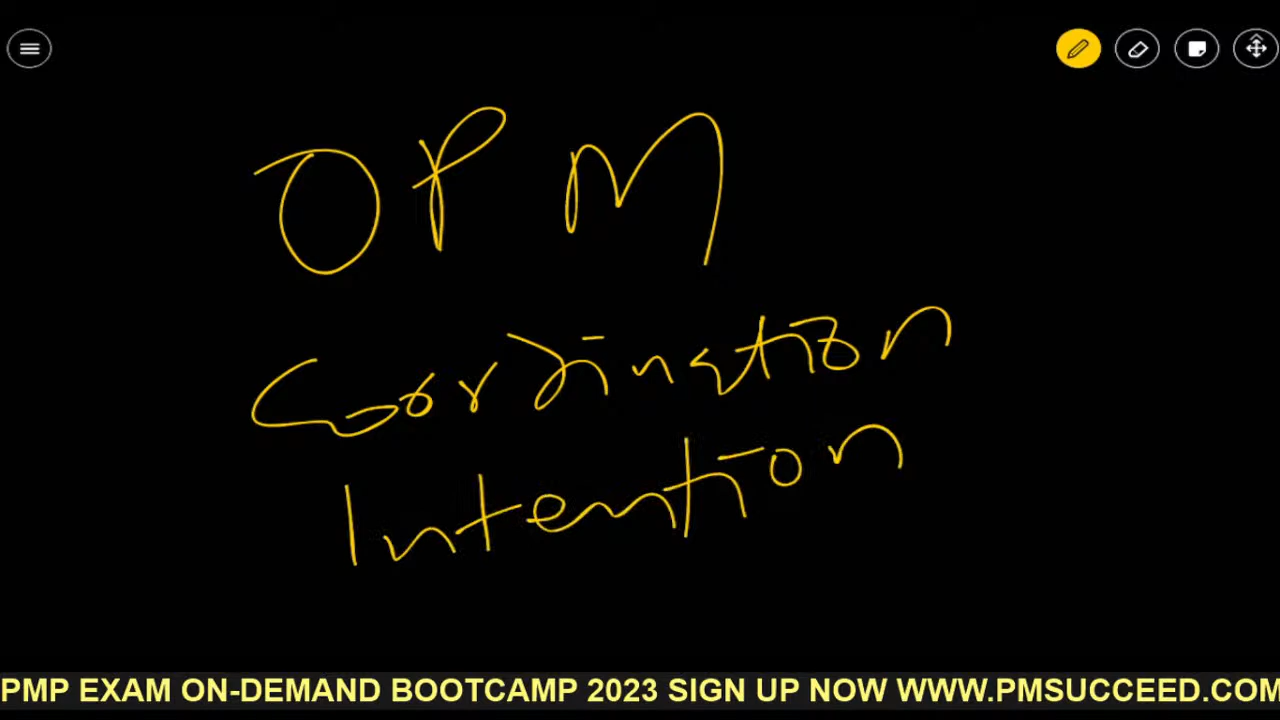 OPM
Coordination
Intention
PMP EXAM ON-DEMAND BOOTCAMP 2023 SIGN UP NOW WWW.PMSUCCEED.COM